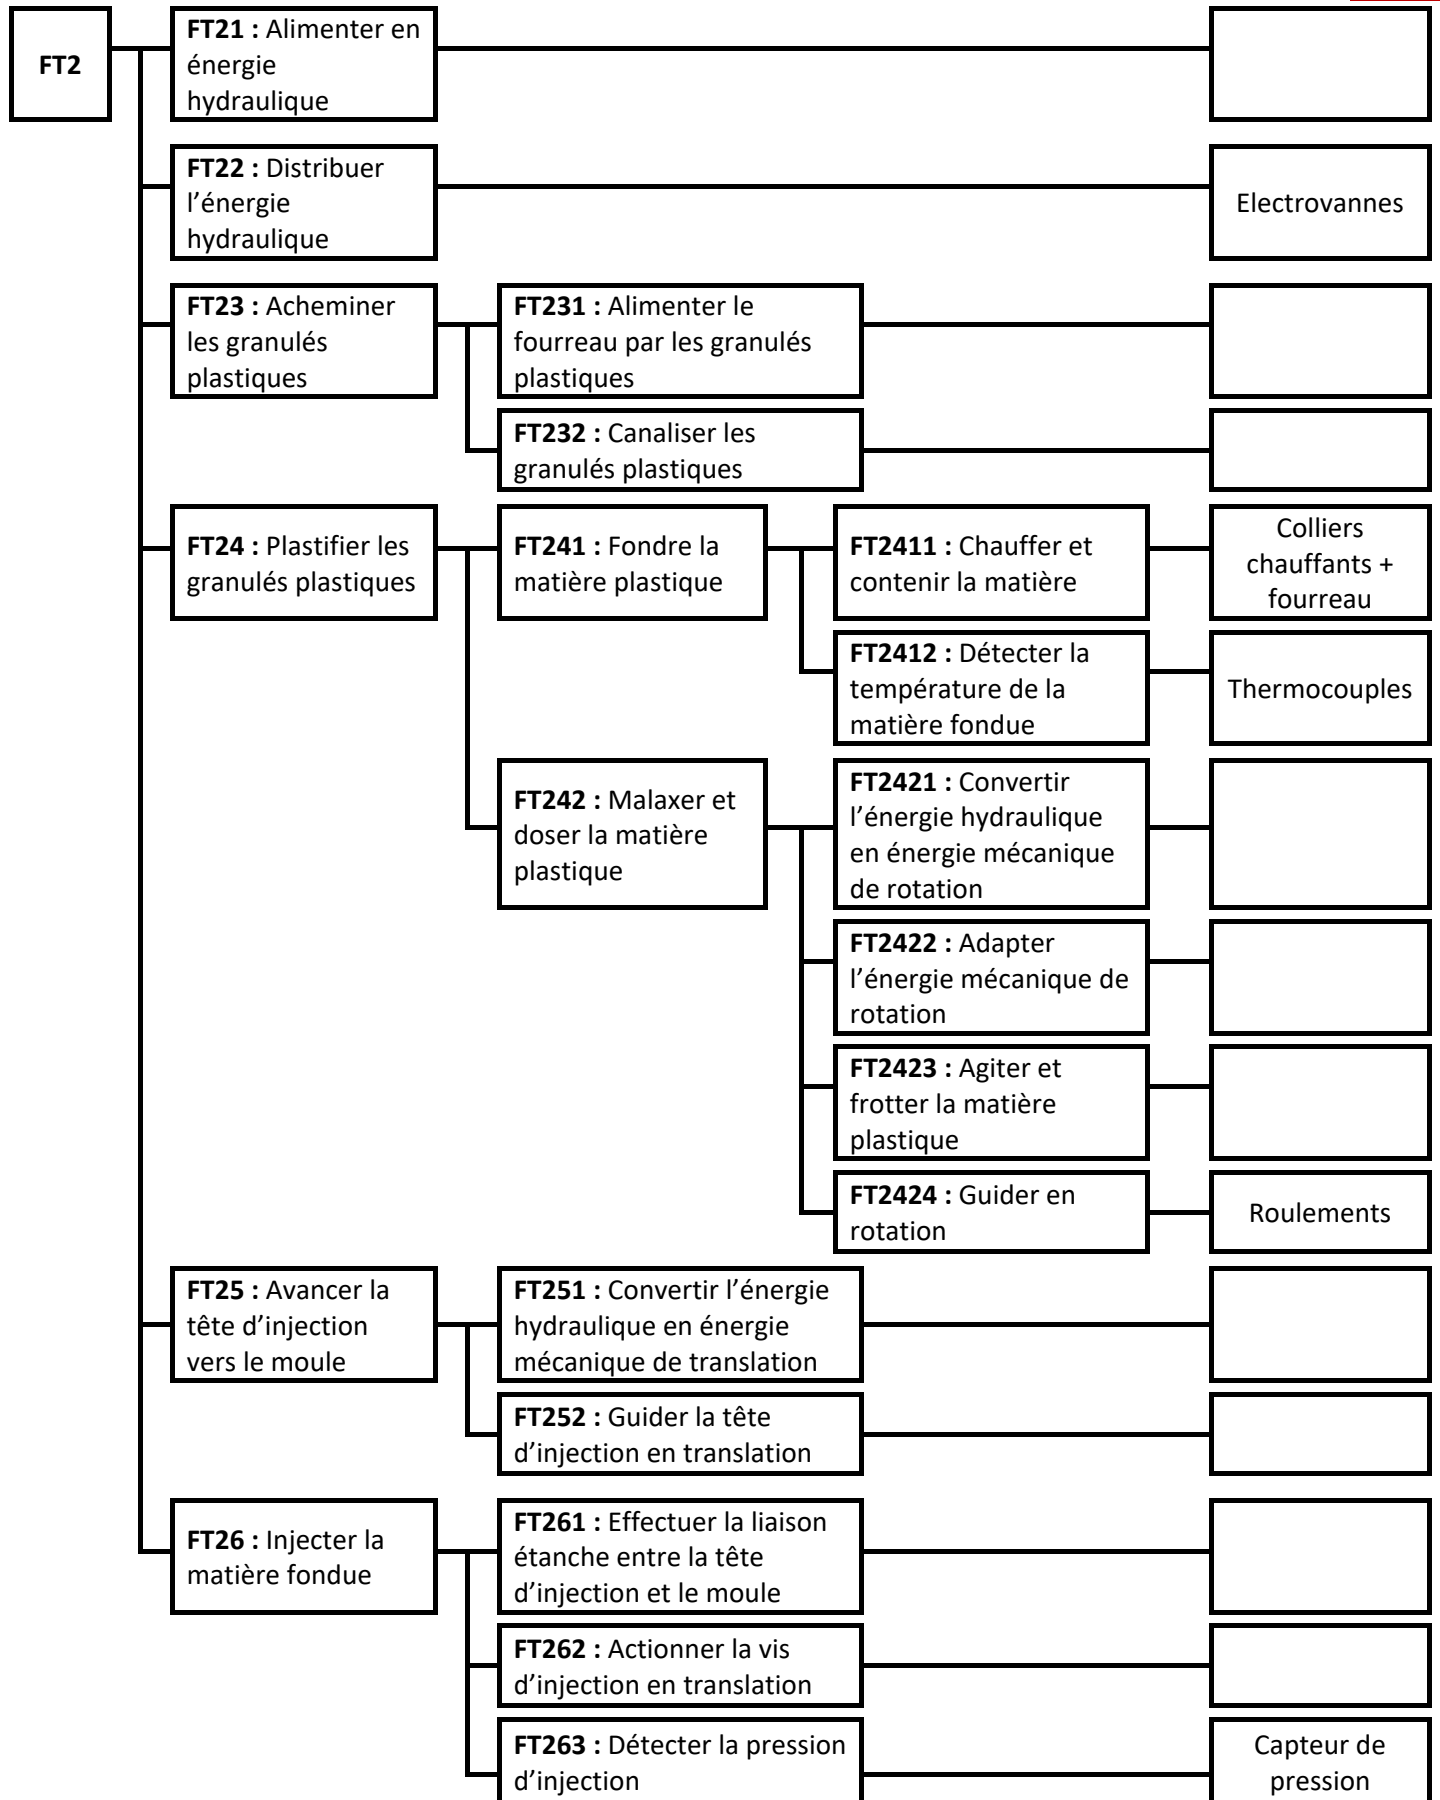 FT2
FT21 : Alimenter en
énergie
hydraulique
FT22 : Distribuer
l’énergie
hydraulique
Electrovannes
FT23 : Acheminer
les granulés
plastiques
FT231 : Alimenter le
fourreau par les granulés
plastiques
FT232 : Canaliser les
granulés plastiques
FT24 : Plastifier les
granulés plastiques
FT241 : Fondre la
matière plastique
FT2411 : Chauffer et
contenir la matière
Colliers
chauffants +
fourreau
FT2412 : Détecter la
température de la
matière fondue
Thermocouples
FT242 : Malaxer et
doser la matière
plastique
FT2421 : Convertir
l’énergie hydraulique
en énergie mécanique
de rotation
FT2422 : Adapter
l’énergie mécanique de
rotation
FT2423 : Agiter et
frotter la matière
plastique
FT2424 : Guider en
rotation
Roulements
FT25 : Avancer la
tête d’injection
vers le moule
FT251 : Convertir l’énergie
hydraulique en énergie
mécanique de translation
FT252 : Guider la tête
d’injection en translation
FT26 : Injecter la
matière fondue
FT261 : Effectuer la liaison
étanche entre la tête
d’injection et le moule
FT262 : Actionner la vis
d’injection en translation
FT263 : Détecter la pression
d’injection
Capteur de
pression